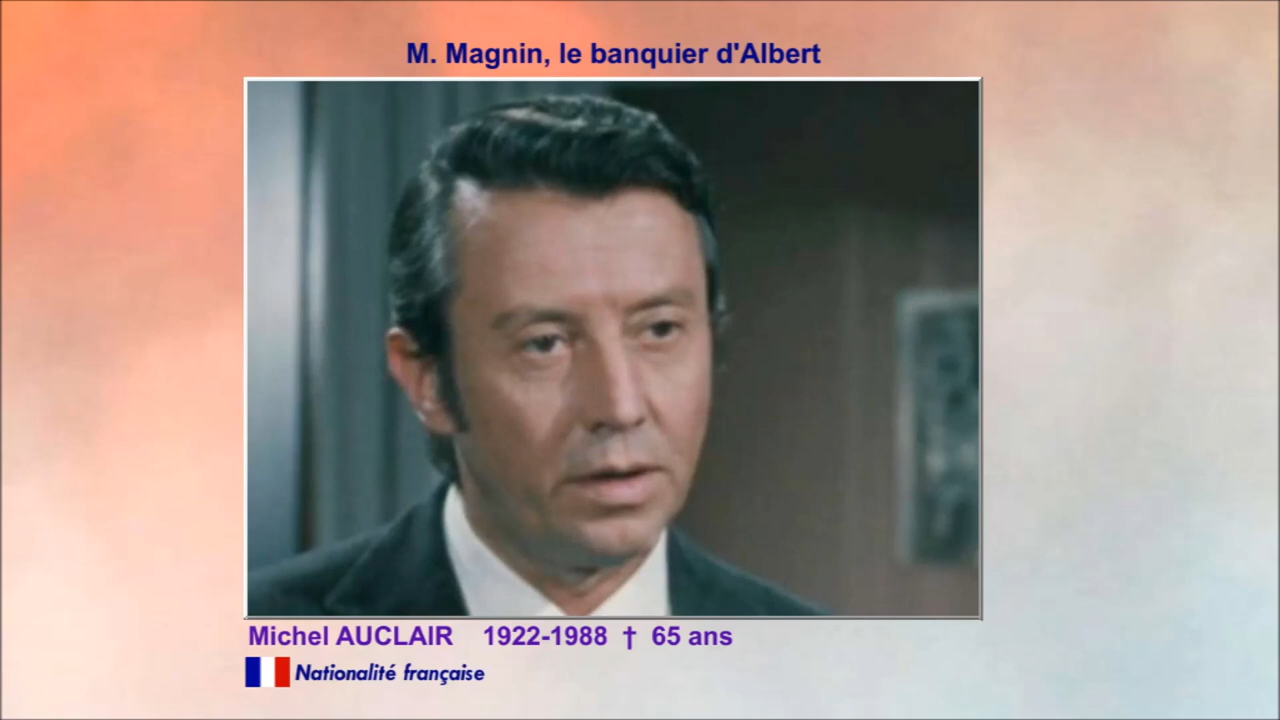 M. Magnin, le banquier d'Albert
Michel AUCLAIR 1922-1988 † 65 ans
Nationalité française